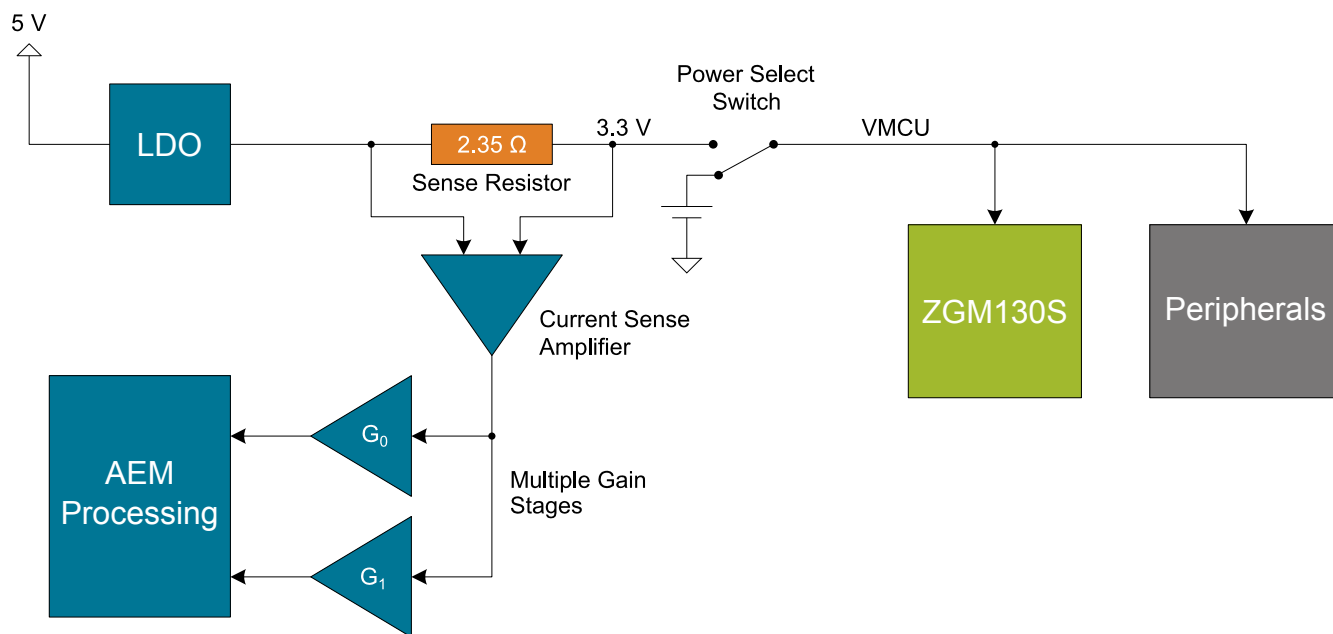 5 V
LDO
2.35 Ω
Sense Resistor
3.3 V
Power Select
Switch
VMCU
ZGM130S
Peripherals
Current Sense
Amplifier
AEM
Processing
G₀
G₁
Multiple Gain
Stages